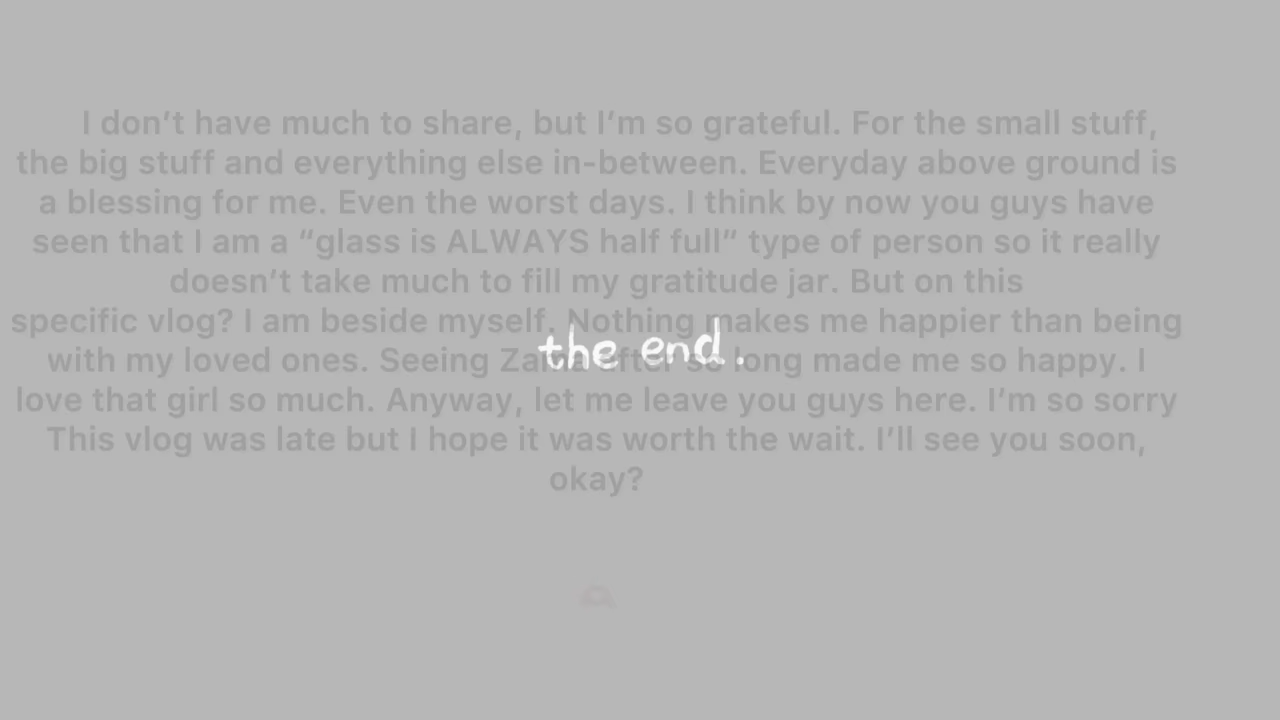 I don’t have much to share, but I’m so grateful. For the small stuff,
the big stuff and everything else in-between. Everyday above ground is
a blessing for me. Even the worst days. I think by now you guys have
seen that I am a “glass is ALWAYS half full” type of person so it really
doesn’t take much to fill my gratitude jar. But on this
specific vlog? I am beside myself. Nothing makes me happier than being
with my loved ones. Seeing after so long made me so happy. I
love that girl so much. Anyway, let me leave you guys here. I’m so sorry
This vlog was late but I hope it was worth the wait. I’ll see you soon,
okay?
the end.